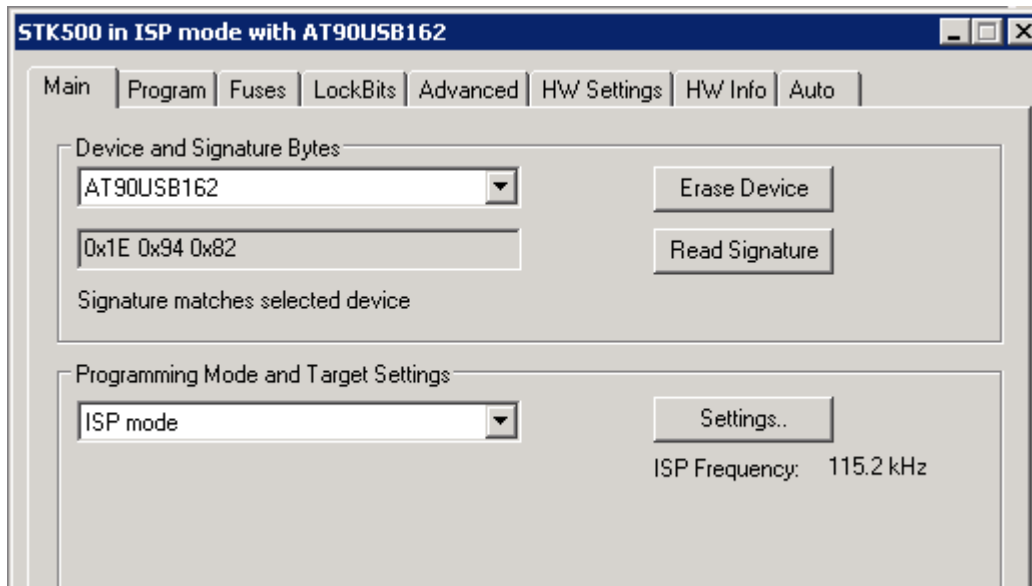 STK500 in ISP mode with AT90USB162
Main Program Fuses LockBits Advanced HW Settings HW Info Auto
Device and Signature Bytes
AT90USB162 Erase Device
0x1E 0x94 0x82 Read Signature
Signature matches selected device
Programming Mode and Target Settings
ISP mode Settings..
ISP Frequency: 115.2 kHz